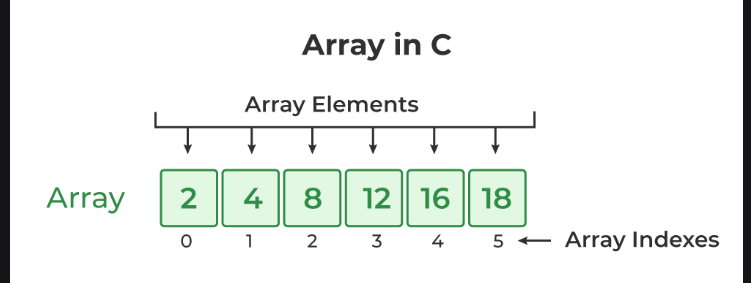 Array in C
Array Elements
Array 2 4 8 12 16 18
0 1 2 3 4 5 Array Indexes